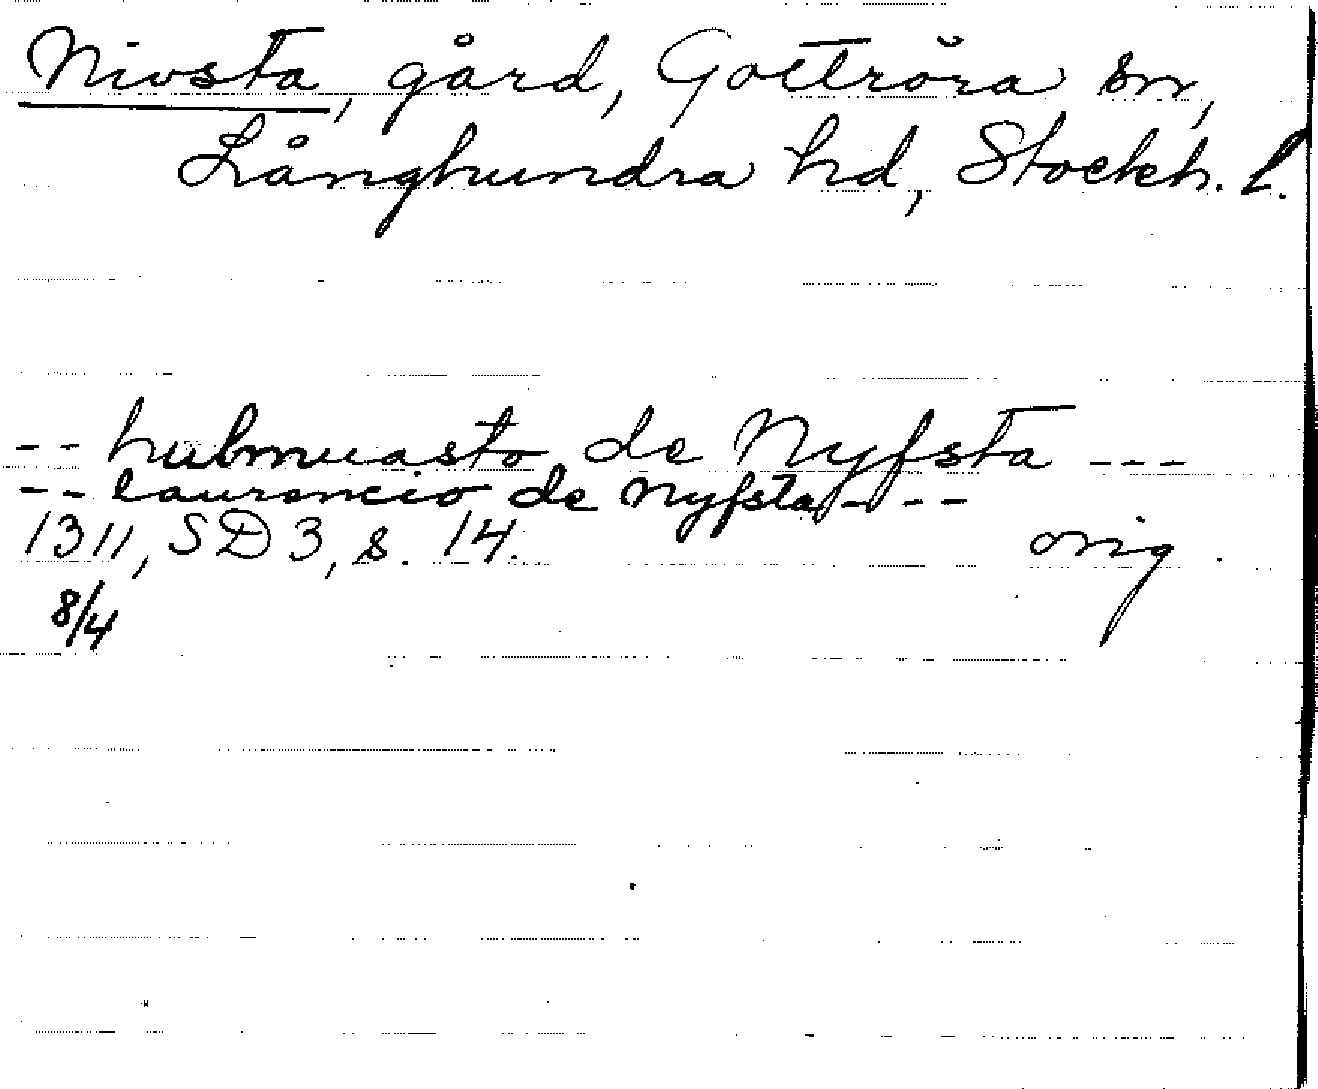 Nivsta, gård, Gottröra sn,
Långhundra hd, Stockh. l.
-- hulmuasto de Nyfsta ---
-- laurencio de Nyfsta - --
1311, SD 3, s. 14. orig.
8/4